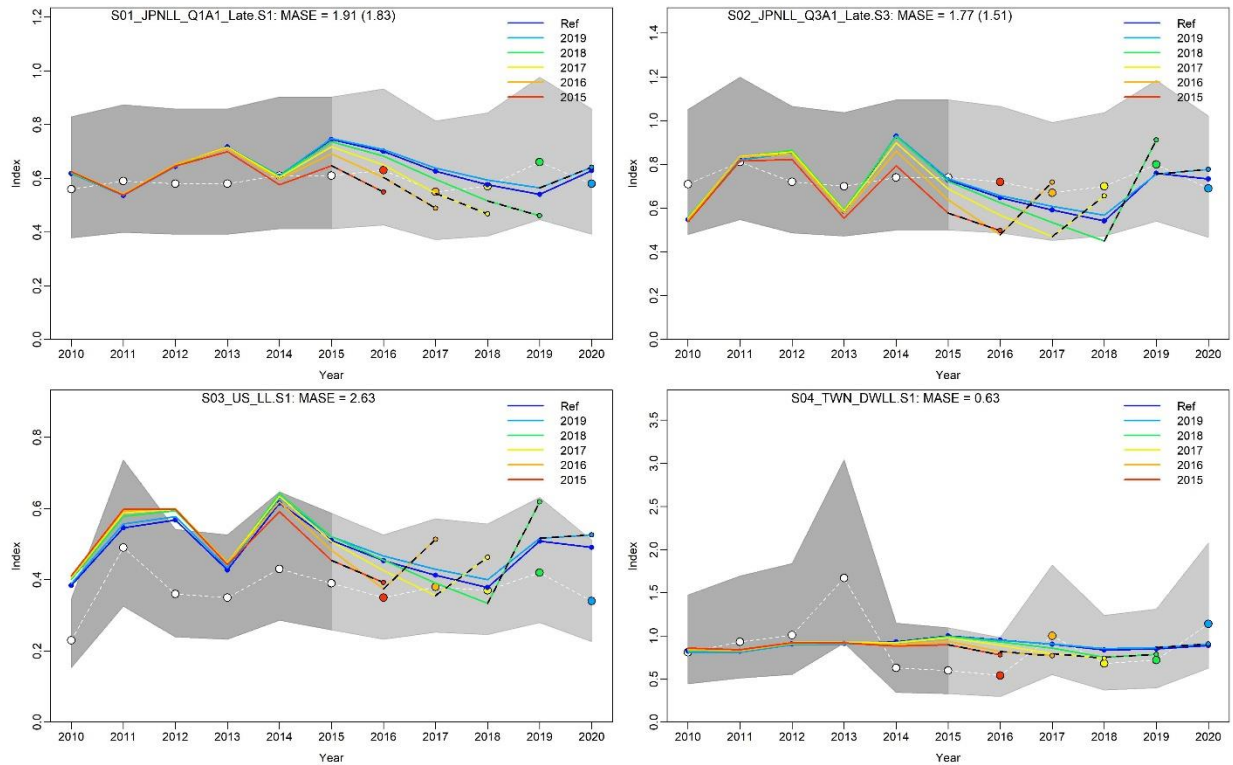 S01_JPNLL_Q1A1_Late.S1: MASE = 1.91 (1.83)
Index
1.2
1.0
0.8
0.6
0.4
0.2
0.0
Ref
2019
2018
2017
2016
2015
2010 2011 2012 2013 2014 2015 2016 2017 2018 2019 2020
Year
S02_JPNLL_Q3A1_Late.S3: MASE = 1.77 (1.51)
Index
1.4
1.2
1.0
0.8
0.6
0.4
0.2
0.0
Ref
2019
2018
2017
2016
2015
2010 2011 2012 2013 2014 2015 2016 2017 2018 2019 2020
Year
S03_US_LL.S1: MASE = 2.63
Index
0.8
0.6
0.4
0.2
0.0
Ref
2019
2018
2017
2016
2015
2010 2011 2012 2013 2014 2015 2016 2017 2018 2019 2020
Year
S04_TWN_DWLL.S1: MASE = 0.63
Index
3.5
3.0
2.5
2.0
1.5
1.0
0.5
0.0
Ref
2019
2018
2017
2016
2015
2010 2011 2012 2013 2014 2015 2016 2017 2018 2019 2020
Year